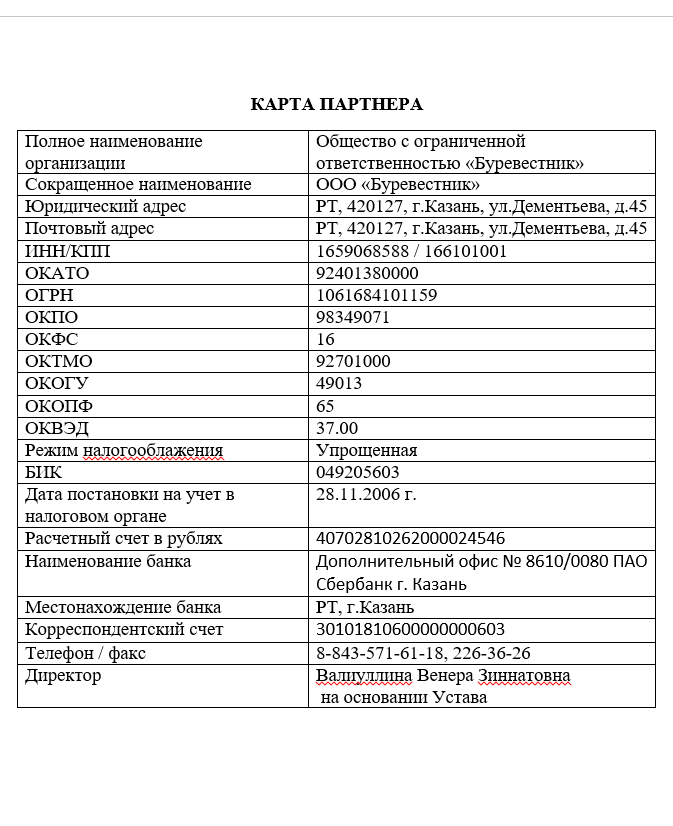 КАРТА ПАРТНЕРА
Полное наименование
организации
Общество с ограниченной
ответственностью «Буревестник»
Сокращенное наименование
ООО «Буревестник»
Юридический адрес
РТ, 420127, г.Казань, ул.Дементьева, д.45
Почтовый адрес
РТ, 420127, г.Казань, ул.Дементьева, д.45
ИНН/КПП
1659068588 / 166101001
ОКАТО
92401380000
ОГРН
1061684101159
ОКПО
98349071
ОКФС
16
ОКТМО
92701000
ОКОГУ
49013
ОКОПФ
65
ОКВЭД
37.00
Режим налогооблажения
Упрощенная
БИК
049205603
Дата постановки на учет в
налоговом органе
28.11.2006 г.
Расчетный счет в рублях
40702810262000024546
Наименование банка
Дополнительный офис № 8610/0080 ПАО
Сбербанк г. Казань
Местонахождение банка
РТ, г.Казань
Корреспондентский счет
30101810600000000603
Телефон / факс
8-843-571-61-18, 226-36-26
Директор
Валиуллина Венера Зиннатовна
на основании Устава